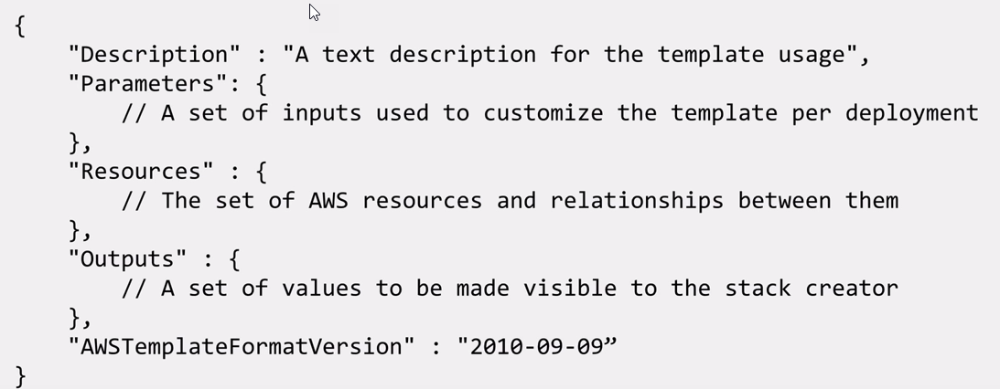 {
"Description" : "A text description for the template usage",
"Parameters": {
// A set of inputs used to customize the template per deployment
},
"Resources" : {
// The set of AWS resources and relationships between them
},
"Outputs" : {
// A set of values to be made visible to the stack creator
},
"AWSTemplateFormatVersion" : "2010-09-09”
}